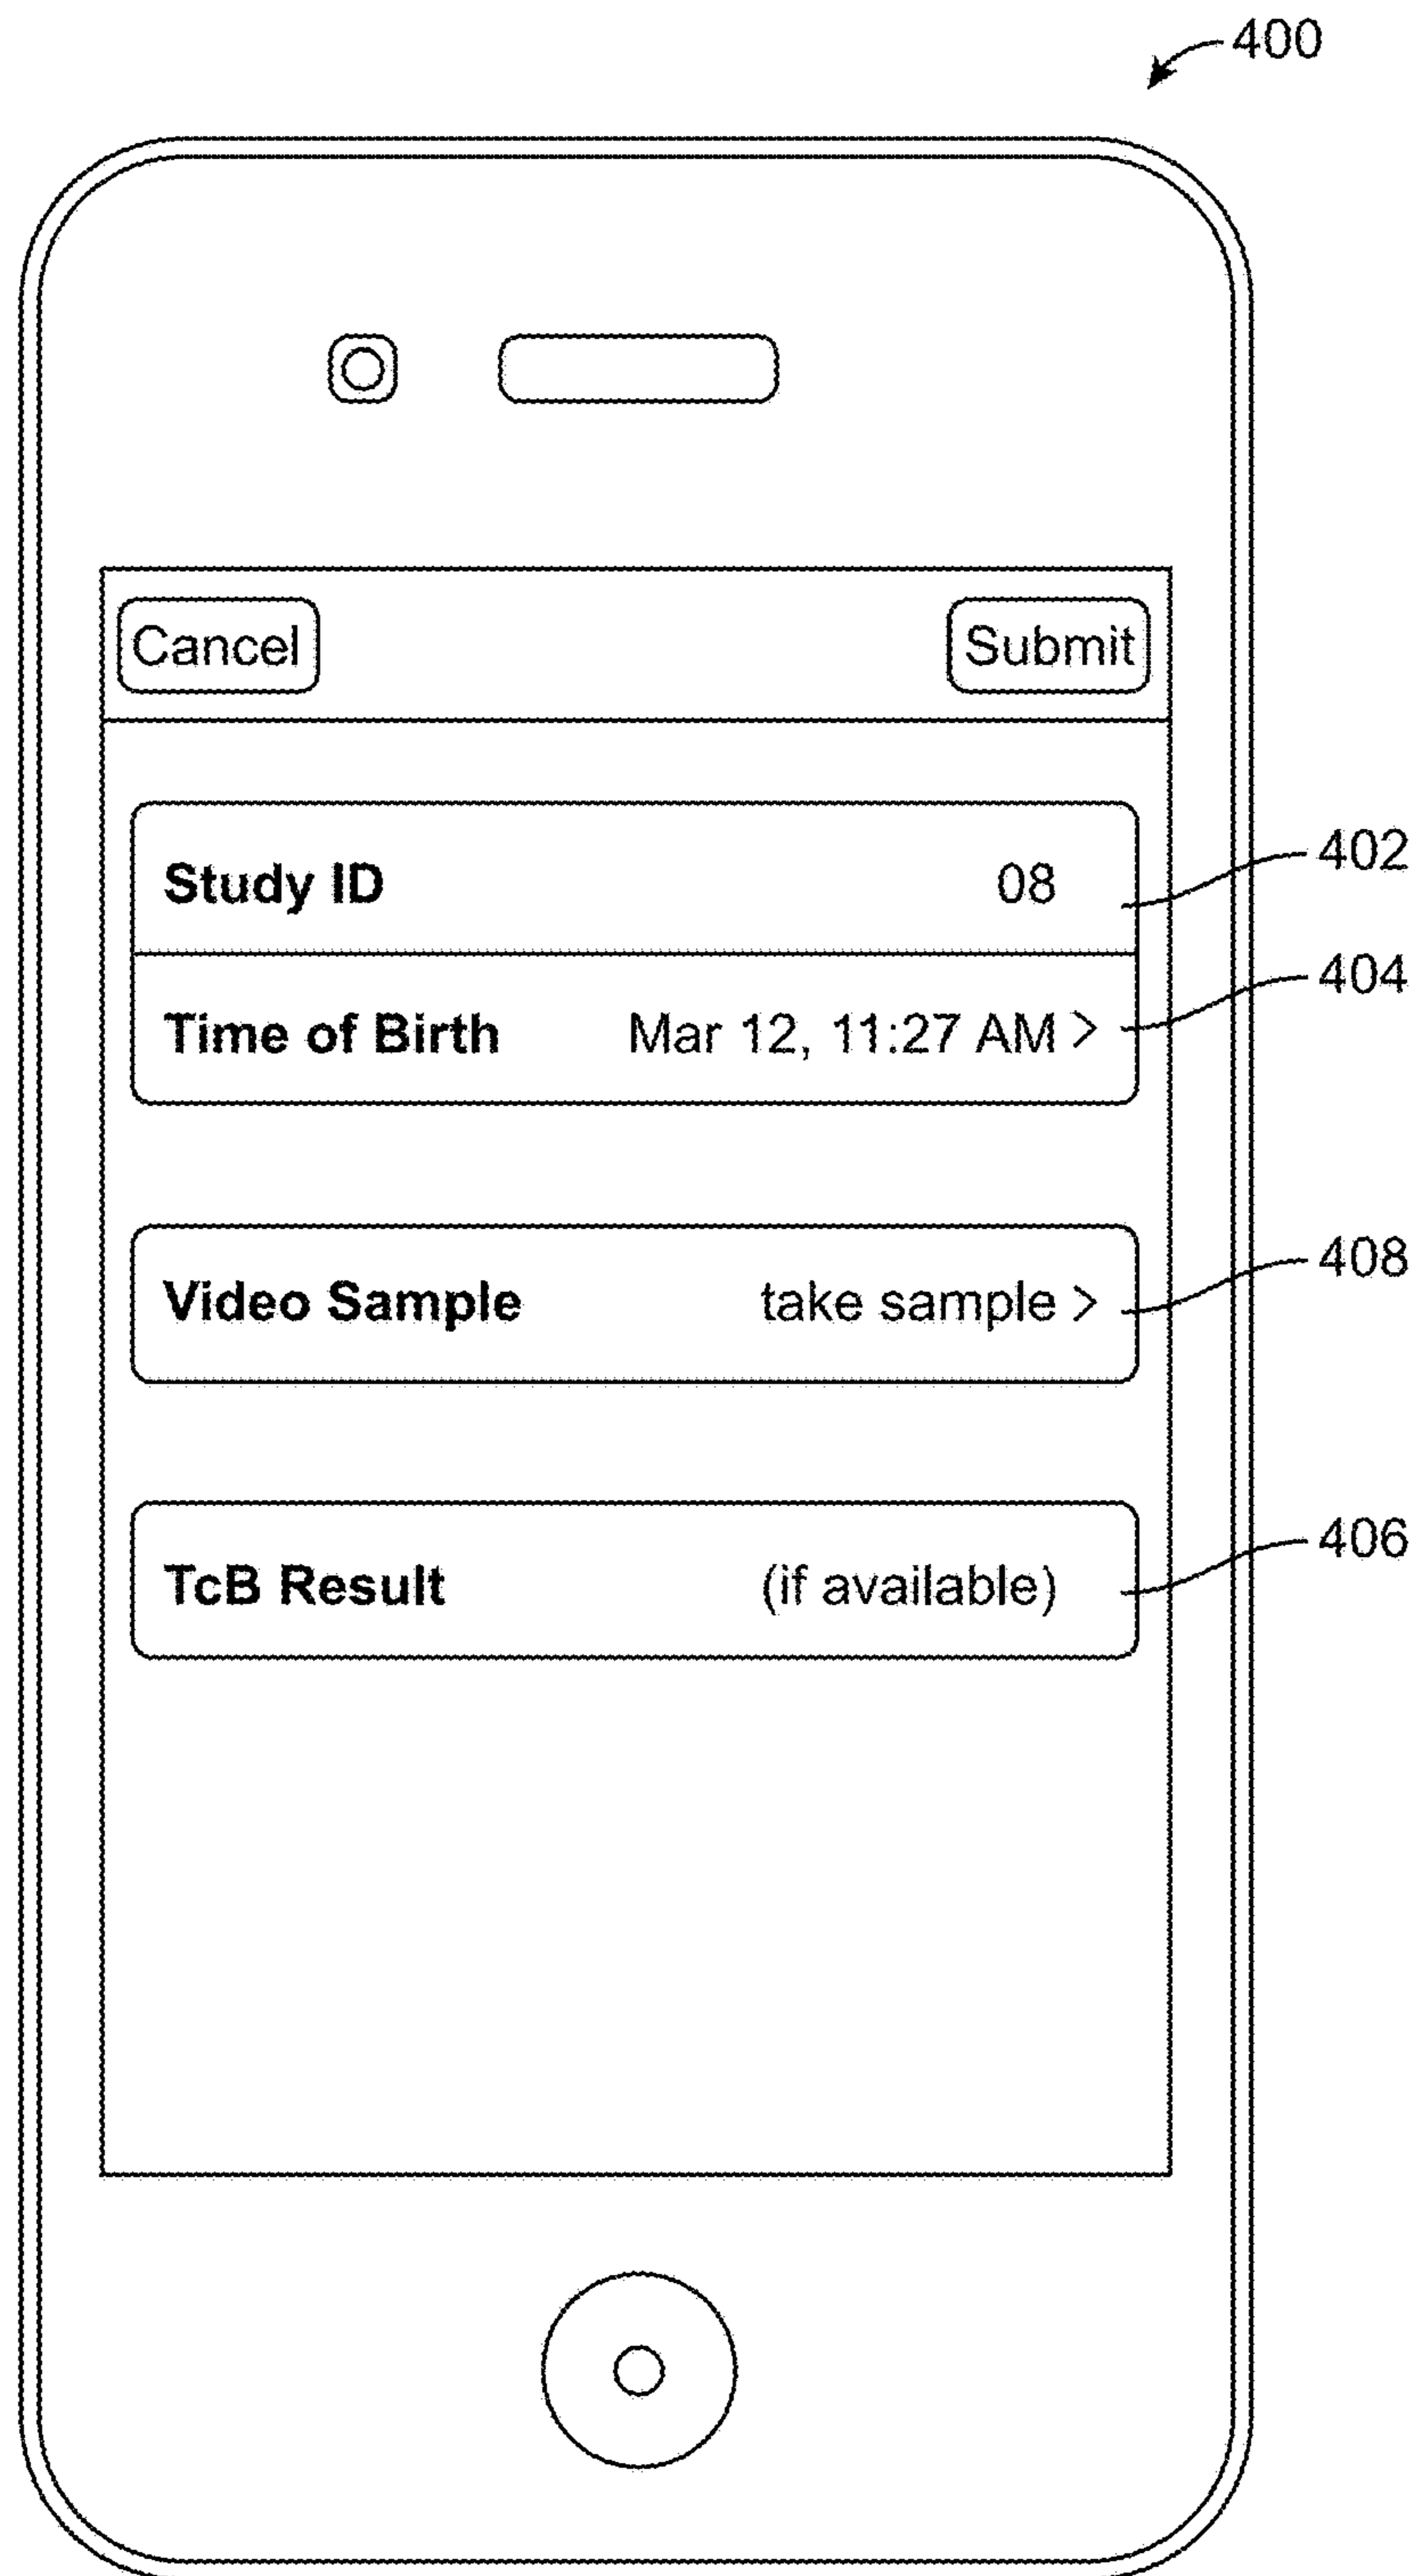 400
Cancel Submit
Study ID 08 402
Time of Birth Mar 12, 11:27 AM > 404
Video Sample take sample > 408
TcB Result (if available) 406